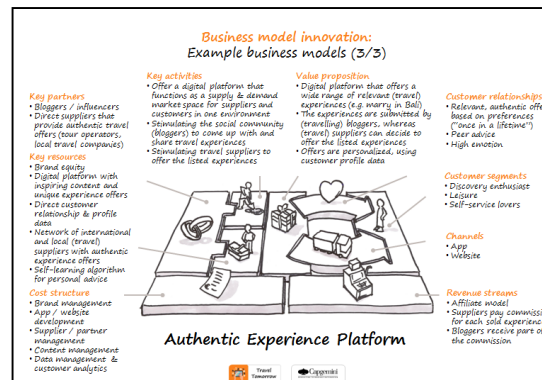 Business model innovation:
Example business models (3/3)
Key partners
• Bloggers / influencers
• Direct suppliers that
provide authentic travel
offers (tour operators,
local travel companies)
Key resources
• Brand equity
• Digital platform with
inspiring content and
unique experience offers
• Direct customer
relationship & profile
data
• Network of international
and local (travel)
suppliers with authentic
experience offers
• Self-learning algorithm
for personal advice
Cost structure
• Brand management
• App / website
development
• Supplier / partner
management
• Content management
• Data management &
customer analytics
Key activities
• Offer a digital platform that
functions as a supply & demand
market space for suppliers and
customers in one environment
• Stimulating the social community
(bloggers) to come up with and
share travel experiences
• Stimulating travel suppliers to
offer the listed experiences
Value proposition
• Digital platform that offers a
wide range of relevant (travel)
experiences (e.g. marry in Bali)
• The experiences are submitted by
(travelling) bloggers, whereas
(travel) suppliers can decide to
offer the listed experiences
• Offers are personalized, using
customer profile data
Customer relationships
• Relevant, authentic offe
based on preferences
("once in a lifetime")
• Peer advice
• High emotion
Customer segments
• Discovery enthusiast
• Leisure
• Self-service lovers
Channels
• App
• Website
Revenue streams
• Affiliate model
• Suppliers pay commiss
for each sold experience
• Bloggers receive part of
the commission
Authentic Experience Platform
Travel
Tomorrow
Capgemini